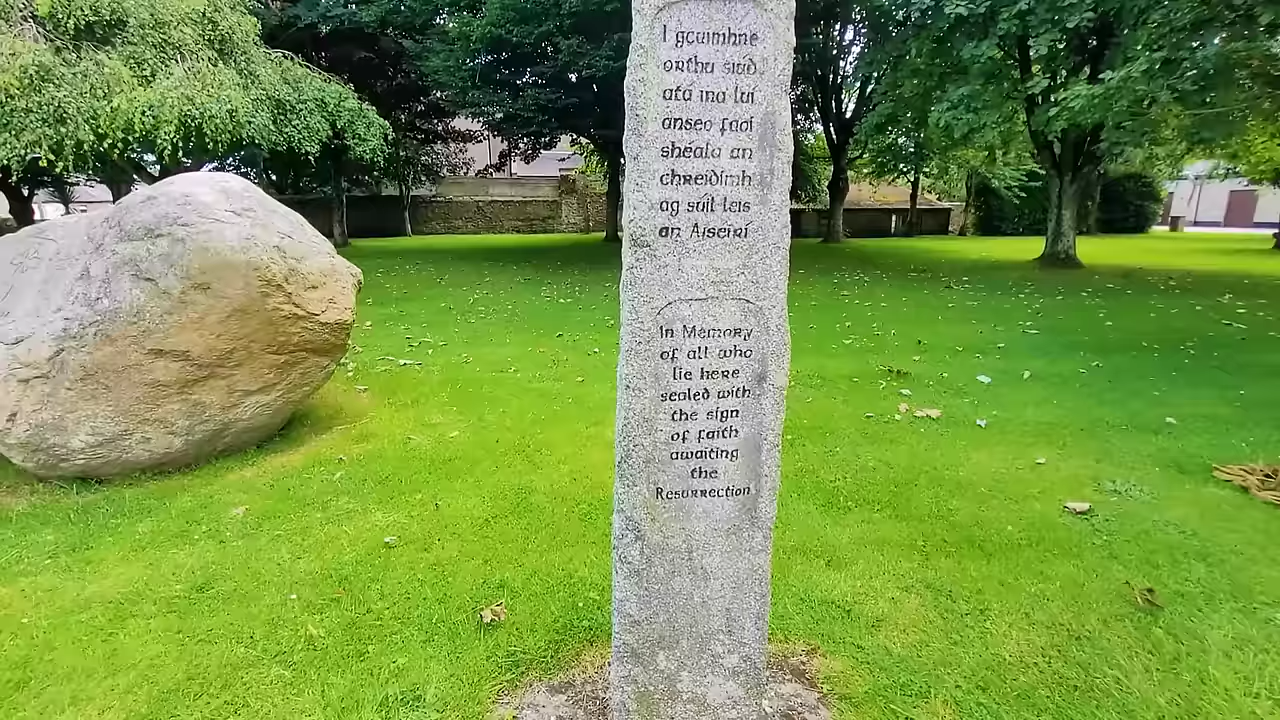 I gcuimhne
orthu siúd
atá ina luí
anseo faoi
shéala an
chreidimh
ag súil leis
an Aiséirí
In Memory
of all who
lie here
sealed with
the sign
of faith
awaiting
the
Resurrection